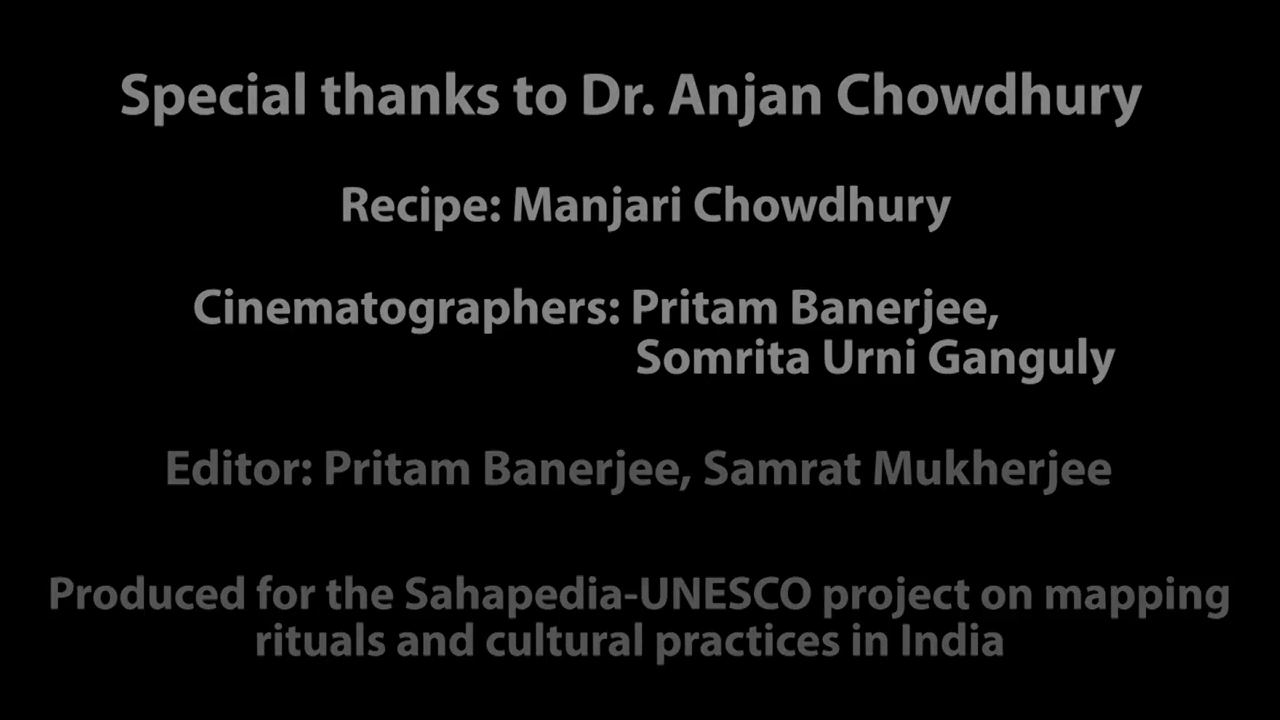 Special thanks to Dr. Anjan Chowdhury
Recipe: Manjari Chowdhury
Cinematographers: Pritam Banerjee,
Somrita Urni Ganguly
Editor: Pritam Banerjee, Samrat Mukherjee
Produced for the Sahapedia-UNESCO project on mapping
rituals and cultural practices in India